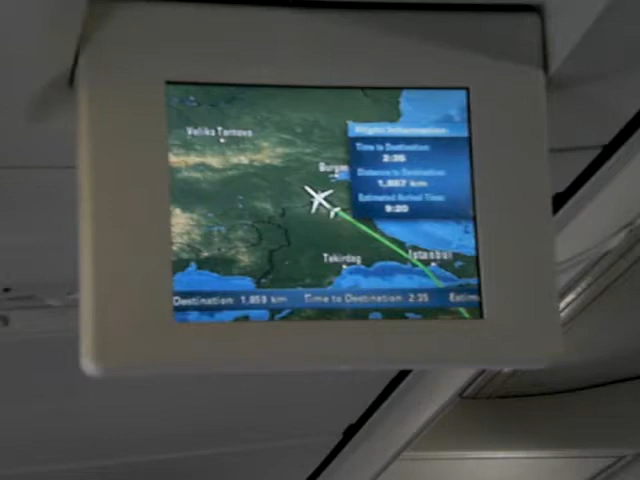 Veliko Tarnovo
Flight Information
Time to Destination:
2:35
Burgas
Distance to Destination:
1,857 km
Estimated Arrival Time:
9:20
Tekirdag
Istanbul
Destination: 1,859 km Time to Destination: 2:35 Estim